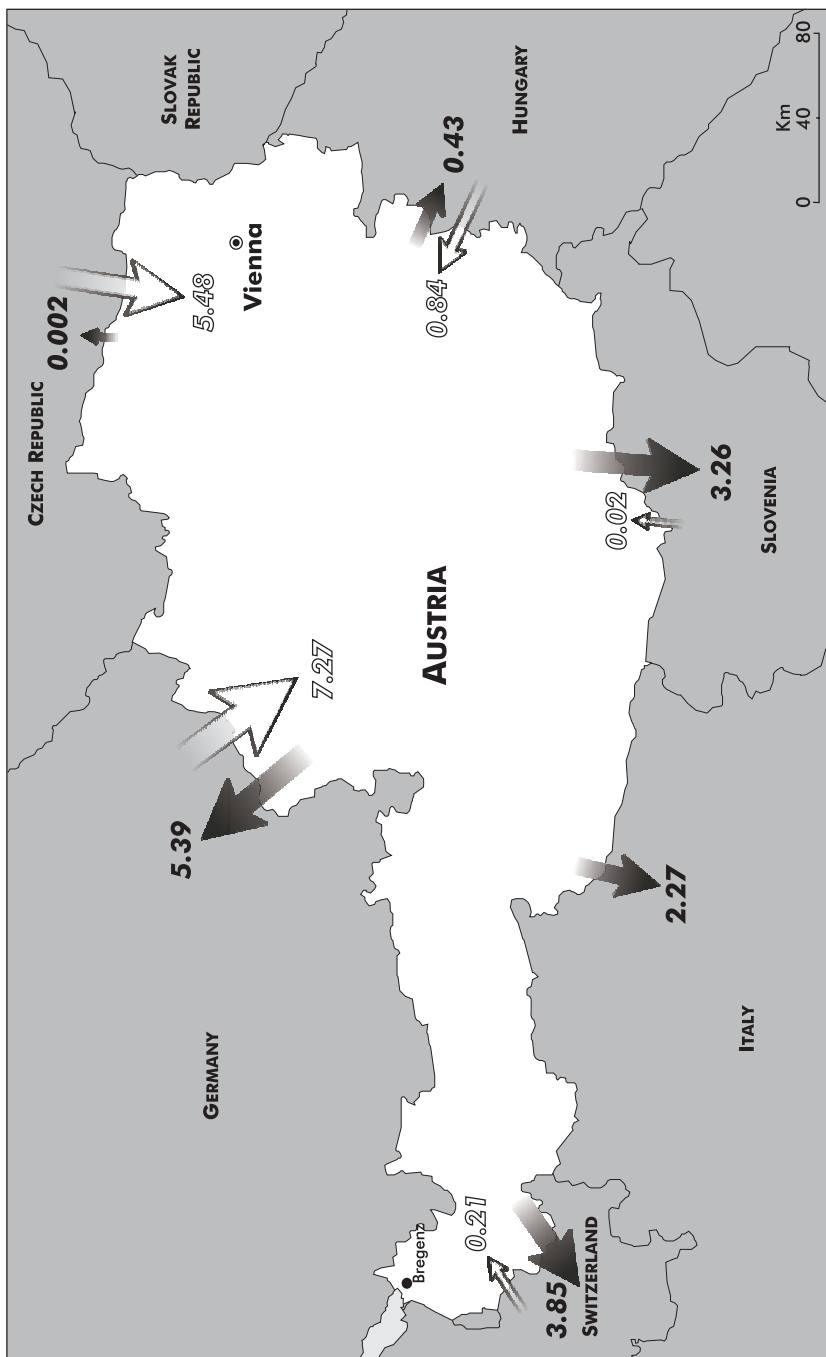 CZECH REPUBLIC
SLOVAK
REPUBLIC
0.002
5.48
Vienna
GERMANY
5.39
7.27
0.43
0.84
HUNGARY
AUSTRIA
Bregenz
0.21
3.85
SWITZERLAND
0.02
3.26
SLOVENIA
2.27
ITALY
Km
0 40 80